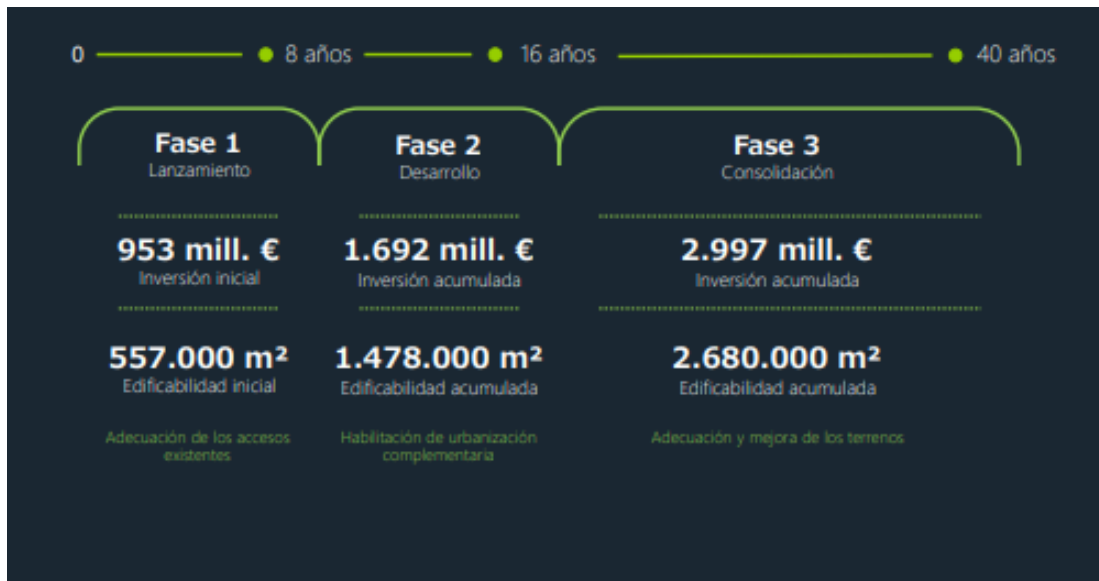 0 8 años 16 años 40 años
Fase 1
Lanzamiento
953 mill. €
Inversión inicial
557.000 m²
Edificabilidad inicial
Adecuación de los accesos
existentes
Fase 2
Desarrollo
1.692 mill. €
Inversión acumulada
1.478.000 m²
Edificabilidad acumulada
Habilitación de urbanización
complementaria
Fase 3
Consolidación
2.997 mill. €
Inversión acumulada
2.680.000 m²
Edificabilidad acumulada
Adecuación y mejora de los terrenos